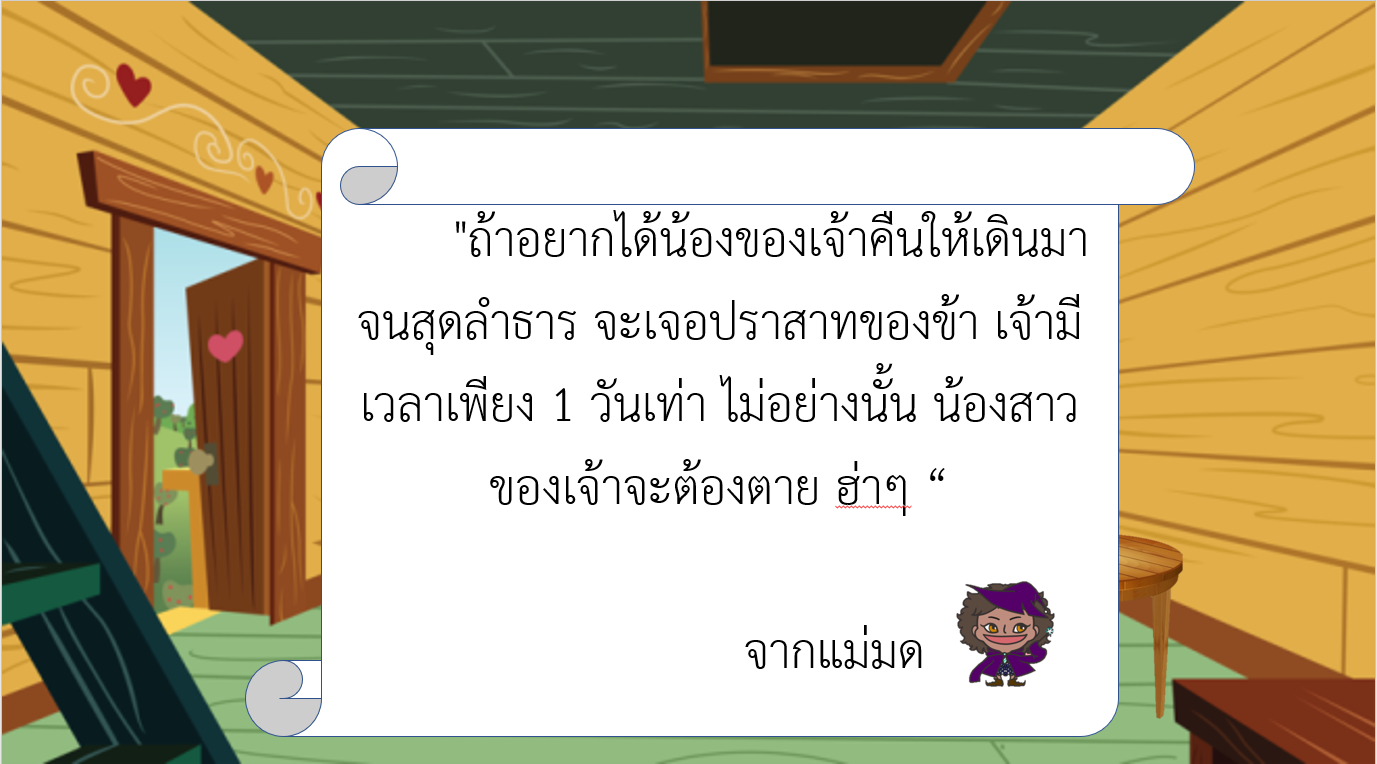 "ถ้าอยากได้น้องของเจ้าคืนให้เดินมา
จนสุดลำธาร จะเจอปราสาทของข้า เจ้ามี
เวลาเพียง 1 วันเท่า ไม่อย่างนั้น น้องสาว
ของเจ้าจะต้องตาย ฮ่าๆ “
จากแม่มด